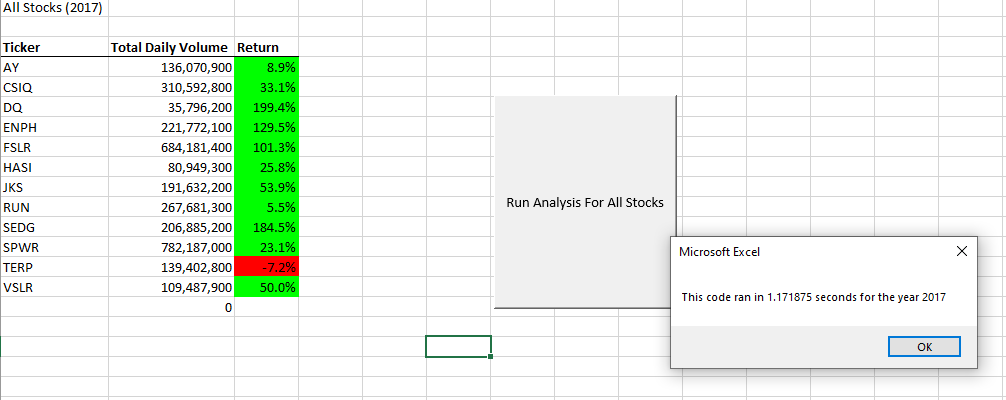 All Stocks (2017)
Ticker Total Daily Volume Return
AY 136,070,900 8.9%
CSIQ 310,592,800 33.1%
DQ 35,796,200 199.4%
ENPH 221,772,100 129.5%
FSLR 684,181,400 101.3%
HASI 80,949,300 25.8%
JKS 191,632,200 53.9%
RUN 267,681,300 5.5%
SEDG 206,885,200 184.5%
SPWR 782,187,000 23.1%
TERP 139,402,800 -7.2%
VSLR 109,487,900 50.0%
0
Run Analysis For All Stocks
Microsoft Excel
This code ran in 1.171875 seconds for the year 2017
OK